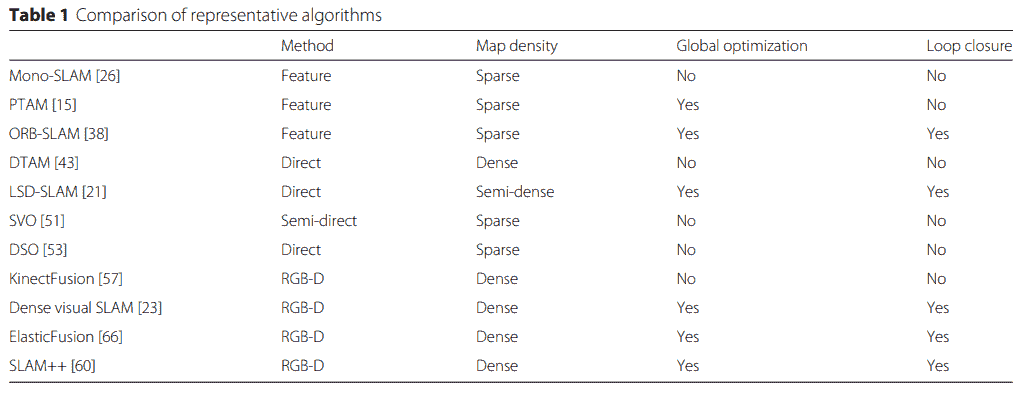 Table 1 Comparison of representative algorithms
Method Map density Global optimization Loop closure
Mono-SLAM [26] Feature Sparse No No
PTAM [15] Feature Sparse Yes No
ORB-SLAM [38] Feature Sparse Yes Yes
DTAM [43] Direct Dense No No
LSD-SLAM [21] Direct Semi-dense Yes Yes
SVO [51] Semi-direct Sparse No No
DSO [53] Direct Sparse No No
KinectFusion [57] RGB-D Dense No No
Dense visual SLAM [23] RGB-D Dense Yes Yes
ElasticFusion [66] RGB-D Dense Yes Yes
SLAM++ [60] RGB-D Dense Yes Yes